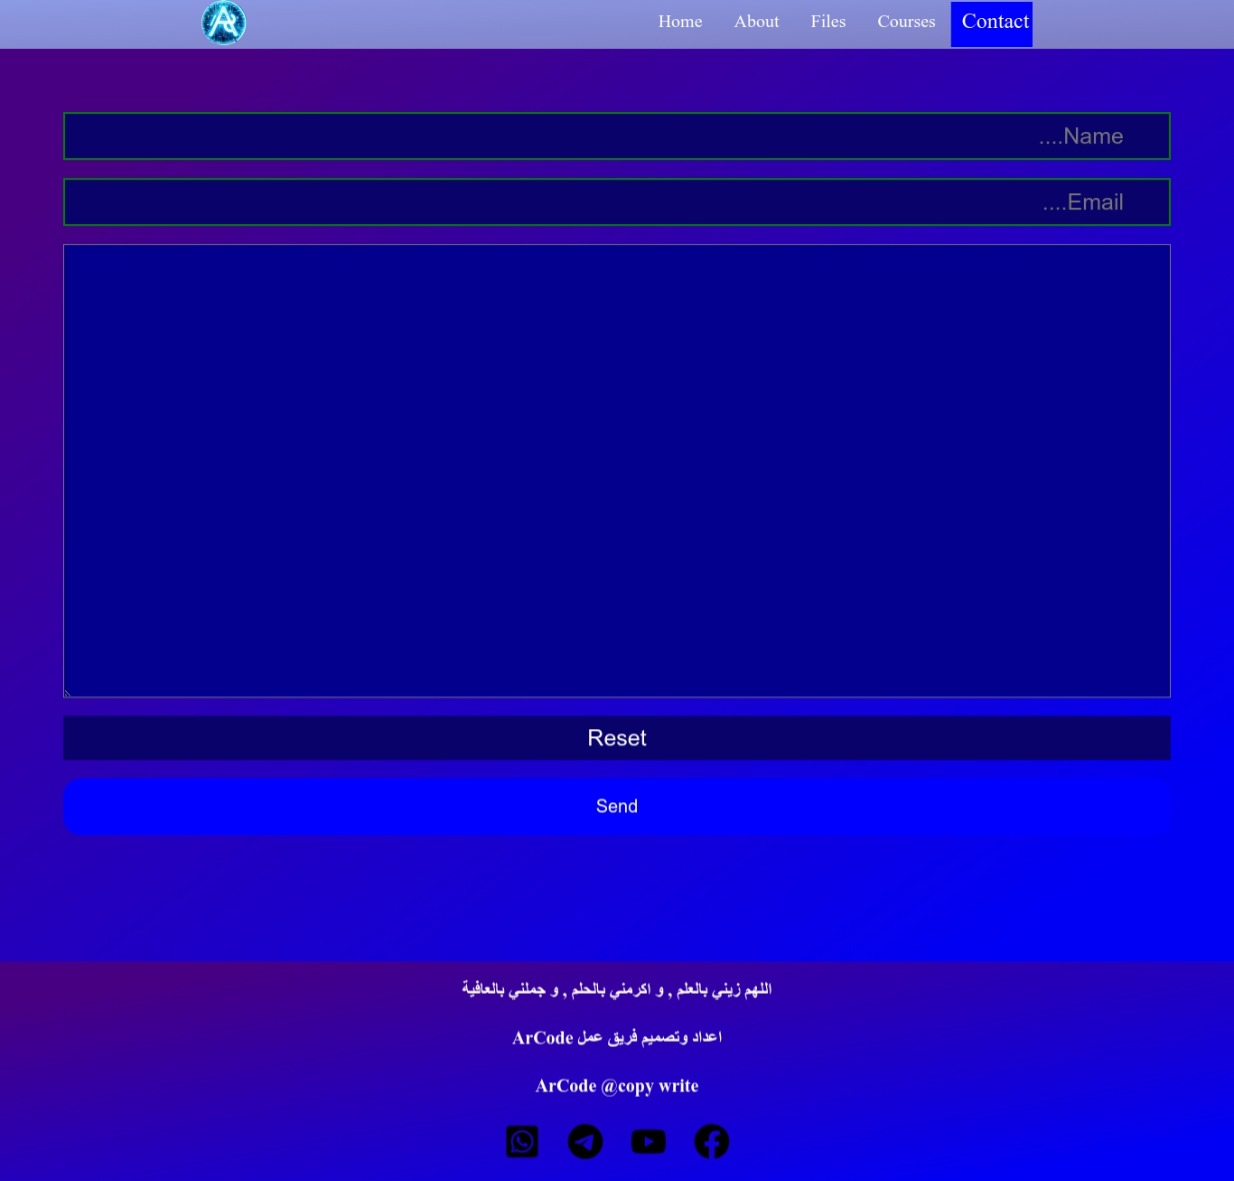 Home About Files Courses Contact
....Name
....Email
Reset
Send
اللهم زيني بالعلم , و اكرمني بالحلم , و جملني بالعافية
اعداد وتصميم فريق عمل ArCode
ArCode @copy write